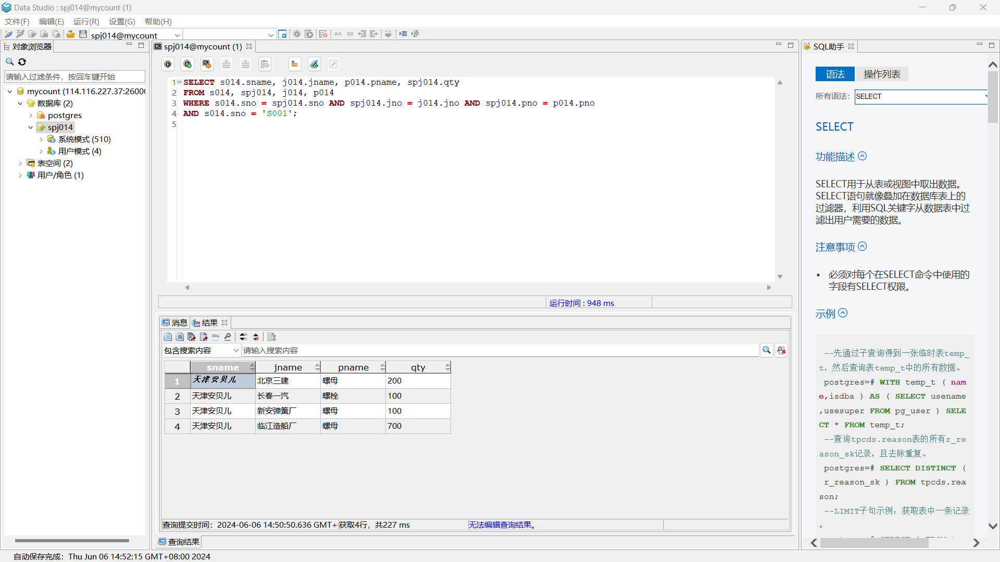 Data Studio : spj014@mycount (1)
文件(F) 编辑(E) 运行(R) 设置(G) 帮助(H)
spj014@mycount
对象浏览器
请输入过滤条件，按回车键开始
mycount (114.116.227.37:2600
数据库 (2)
postgres
spj014
系统模式 (510)
用户模式 (4)
表空间 (2)
用户/角色 (1)
spj014@mycount (1)
1 SELECT s014.sname, j014.jname, p014.pname, spj014.qty
2 FROM s014, spj014, j014, p014
3 WHERE s014.sno = spj014.sno AND spj014.jno = j014.jno AND spj014.pno = p014.pno
4 AND s014.sno = 'S001';
5
运行时间 : 948 ms
消息 结果
SQL
包含搜索内容 请输入搜索内容
sname jname pname qty
1 天津安贝儿 北京三建 螺母 200
2 天津安贝儿 长春一汽 螺栓 100
3 天津安贝儿 新安弹簧厂 螺母 100
4 天津安贝儿 临江造船厂 螺母 700
查询提交时间：2024-06-06 14:50:50.636 GMT+ 获取4行，共227 ms 无法编辑查询结果。
查询结果
自动保存完成：Thu Jun 06 14:52:15 GMT+08:00 2024
SQL助手
语法 操作列表
所有语法: SELECT
SELECT
功能描述
SELECT用于从表或视图中取出数据。
SELECT语句就像叠加在数据库表上的
过滤器，利用SQL关键字从数据表中过
滤出用户需要的数据。
注意事项
• 必须对每个在SELECT命令中使用的
字段有SELECT权限。
示例
--先通过子查询得到一张临时表temp_
t，然后查询表temp_t中的所有数据。
postgres=# WITH temp_t ( nam
e,isdba ) AS ( SELECT usename
,usesuper FROM pg_user ) SELE
CT * FROM temp_t;
--查询tpcds.reason表的所有r_re
ason_sk记录，且去除重复。
postgres=# SELECT DISTINCT (
r_reason_sk ) FROM tpcds.rea
son;
--LIMIT子句示例：获取表中一条记录
。